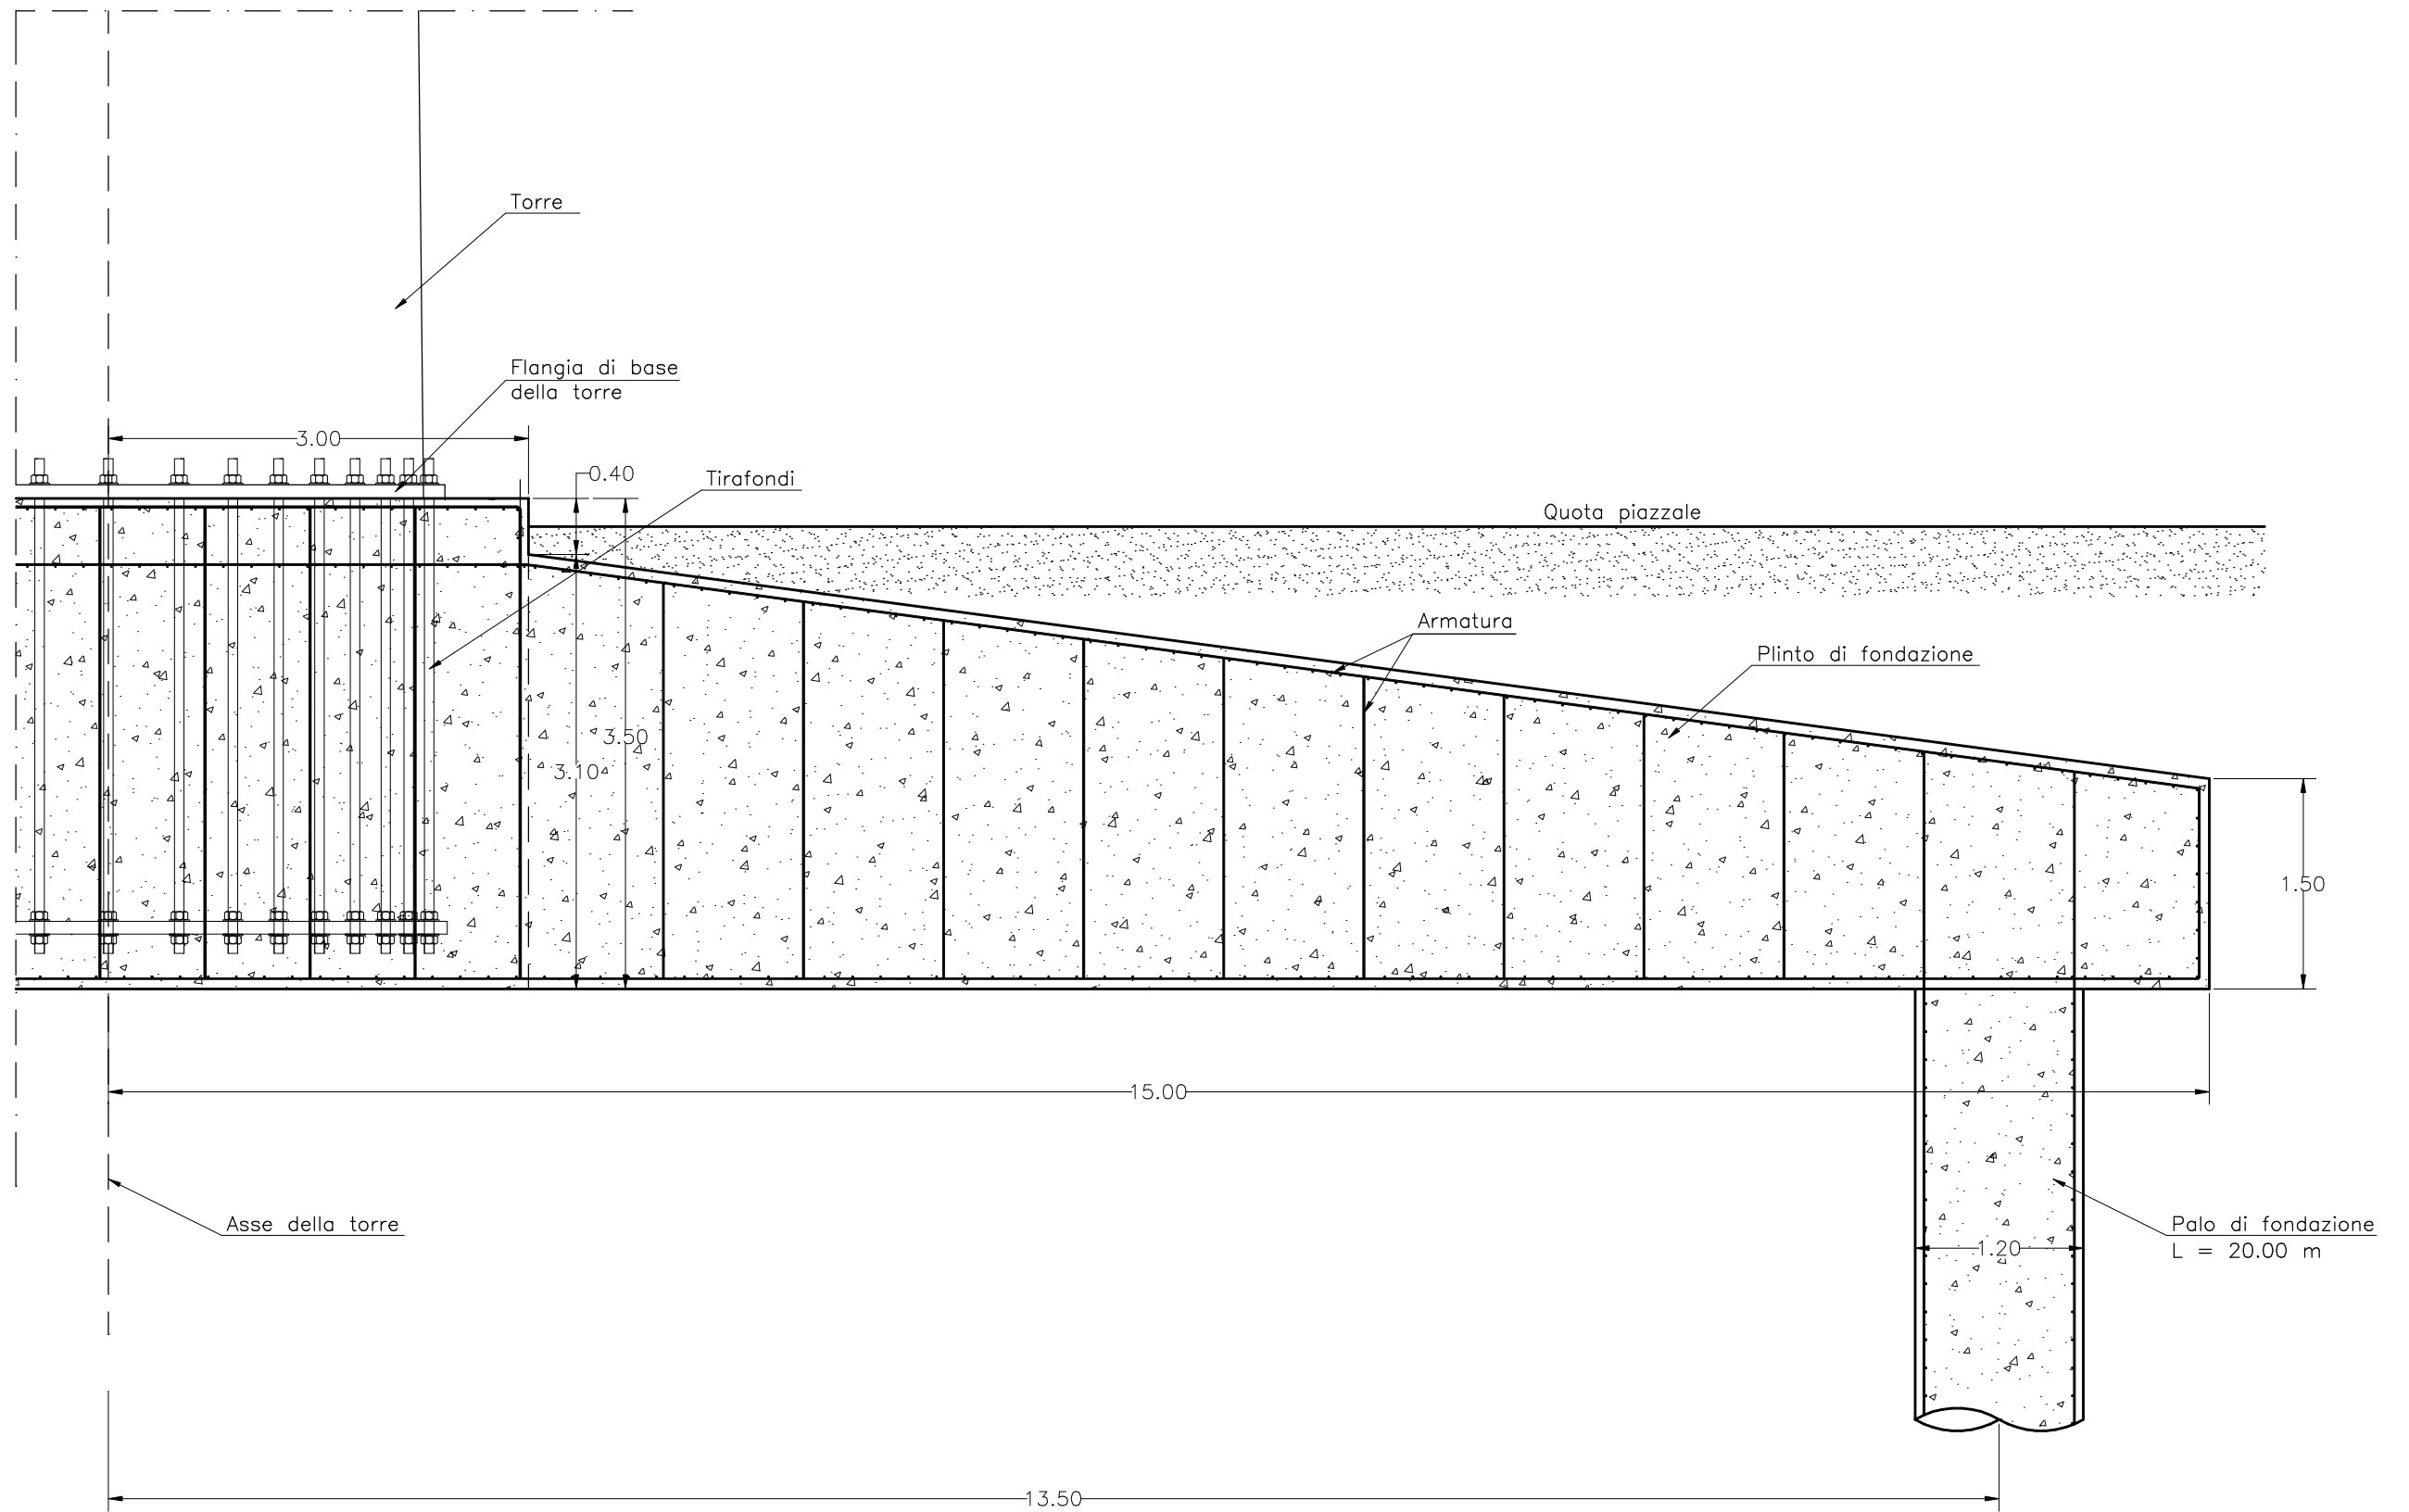 Torre
Flangia di base
della torre
3.00
0.40
Tirafondi
Quota piazzale
Armatura
Plinto di fondazione
3.50
3.10
1.50
15.00
Asse della torre
Palo di fondazione
L = 20.00 m
1.20
13.50